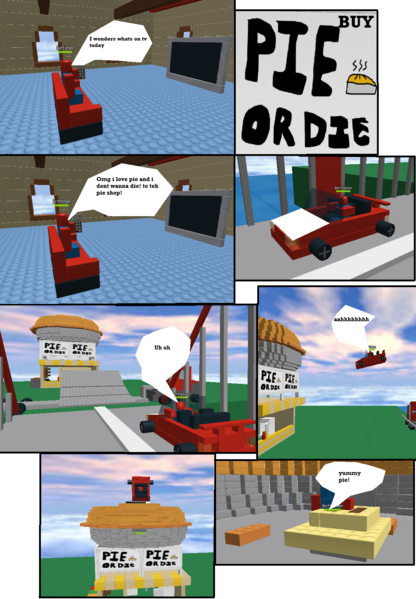 I wonders whats on tv
today
BUY
PIE
OR DIE
Omg i love pie and i
dont wanna die! to teh
pie shop!
PIE PIE
OR DIE OR DIE
Uh oh
aahhhhhhhh
PIE PIE
OR DIE OR DIE
PIE PIE
OR DIE OR DIE
yummy
pie!